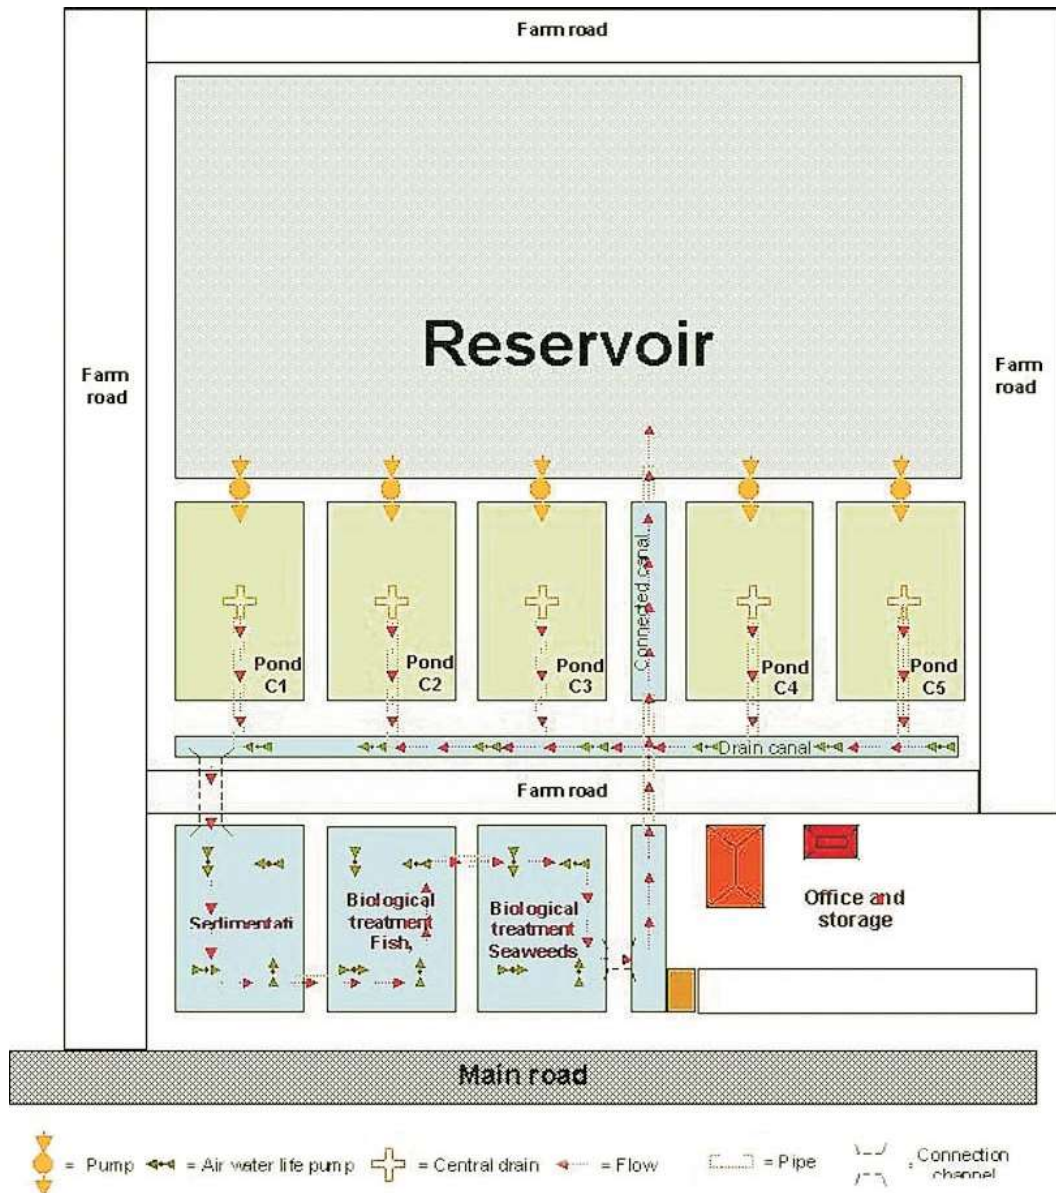 Farm road
Reservoir
Farm
road
Farm
road
Connected canal
Pond
C1
Pond
C2
Pond
C3
Pond
C4
Pond
C5
Drain canal
Farm road
Sedimentati
Biological
treatment
Fish,
Biological
treatment
Seaweeds
Office and
storage
Main road
= Pump
= Air water life pump
= Central drain
= Flow
= Pipe
= Connection
channel